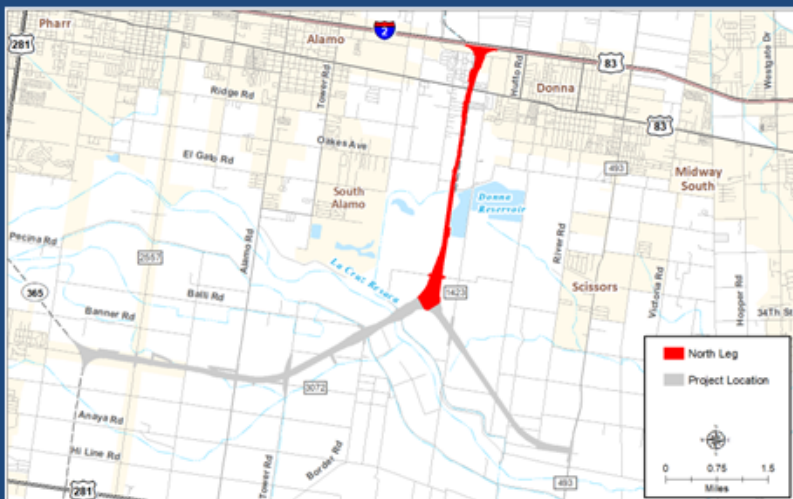 Pharr
281
Alamo
2
83
Westgate Dr
Hutto Rd
Donna
Tower Rd
Ridge Rd
83
Oakes Ave
El Gato Rd
493
Midway
South
South
Alamo
Donna
Reservoir
Pecina Rd
2557
Alamo Rd
River Rd
La Cruz Resaca
365
Balli Rd
1423
Scissors
Victoria Rd
Hopper Rd
Banner Rd
34Th St
North Leg
Project Location
3072
Anaya Rd
Hi Line Rd
Border Rd
Tower Rd
281
493
0 0.75 1.5
Miles